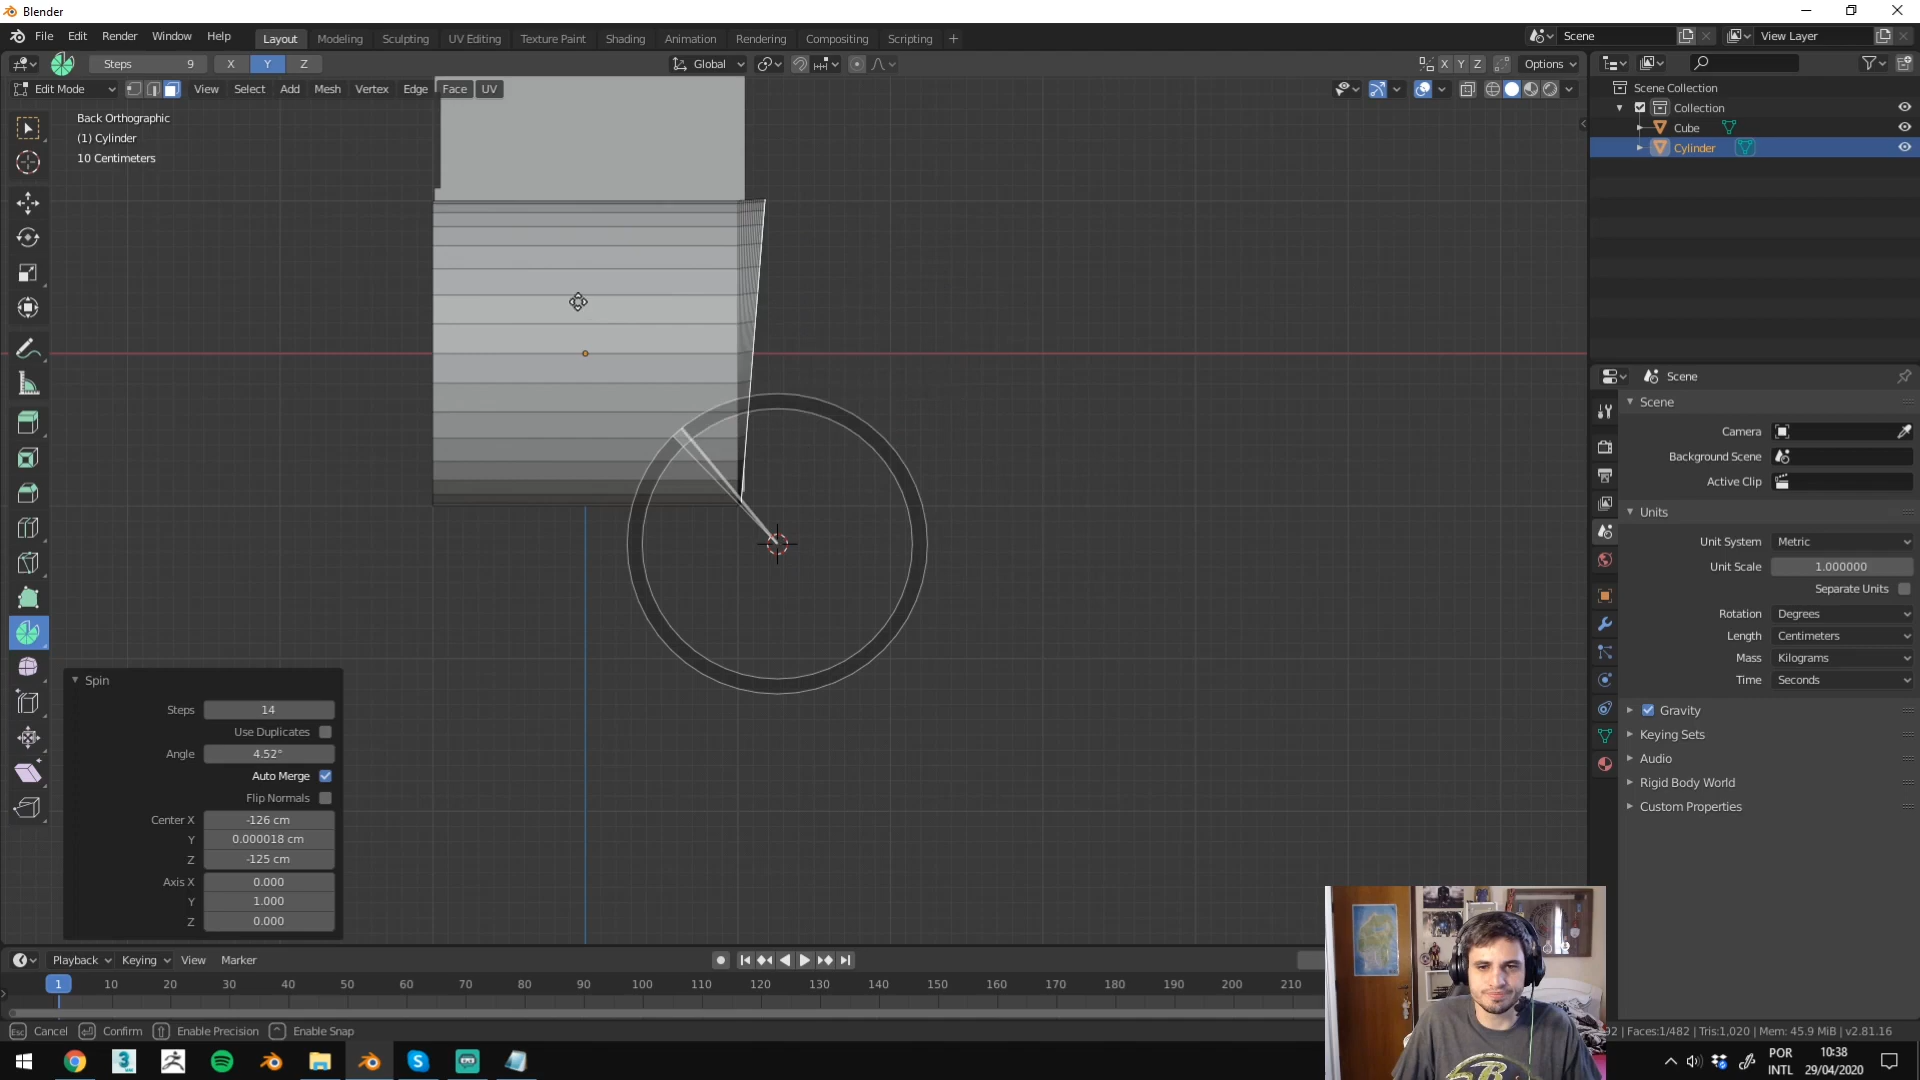 Blender
File Edit Render Window Help
Layout Modeling Sculpting UV Editing Texture Paint Shading Animation Rendering Compositing Scripting +
Scene
View Layer
Steps 9 X Y Z
Global
X Y Z
Options
Edit Mode View Select Add Mesh Vertex Edge Face UV
Back Orthographic
(1) Cylinder
10 Centimeters
Scene Collection
Collection
Cube
Cylinder
Scene
Scene
Camera
Background Scene
Active Clip
Units
Unit System Metric
Unit Scale 1.000000
Separate Units
Rotation Degrees
Length Centimeters
Mass Kilograms
Time Seconds
Gravity
Keying Sets
Audio
Rigid Body World
Custom Properties
Spin
Steps 14
Use Duplicates
Angle 4.52°
Auto Merge
Flip Normals
Center X -126 cm
Y 0.000018 cm
Z -125 cm
Axis X 0.000
Y 1.000
Z 0.000
Playback Keying View Marker
1 10 20 30 40 50 60 70 80 90 100 110 120 130 140 150 160 170 180 190 200 210
Esc Cancel Confirm Enable Precision Enable Snap
92 | Faces:1/482 | Tris:1,020 | Mem: 45.9 MiB | v2.81.16
POR
INTL
10:38
29/04/2020